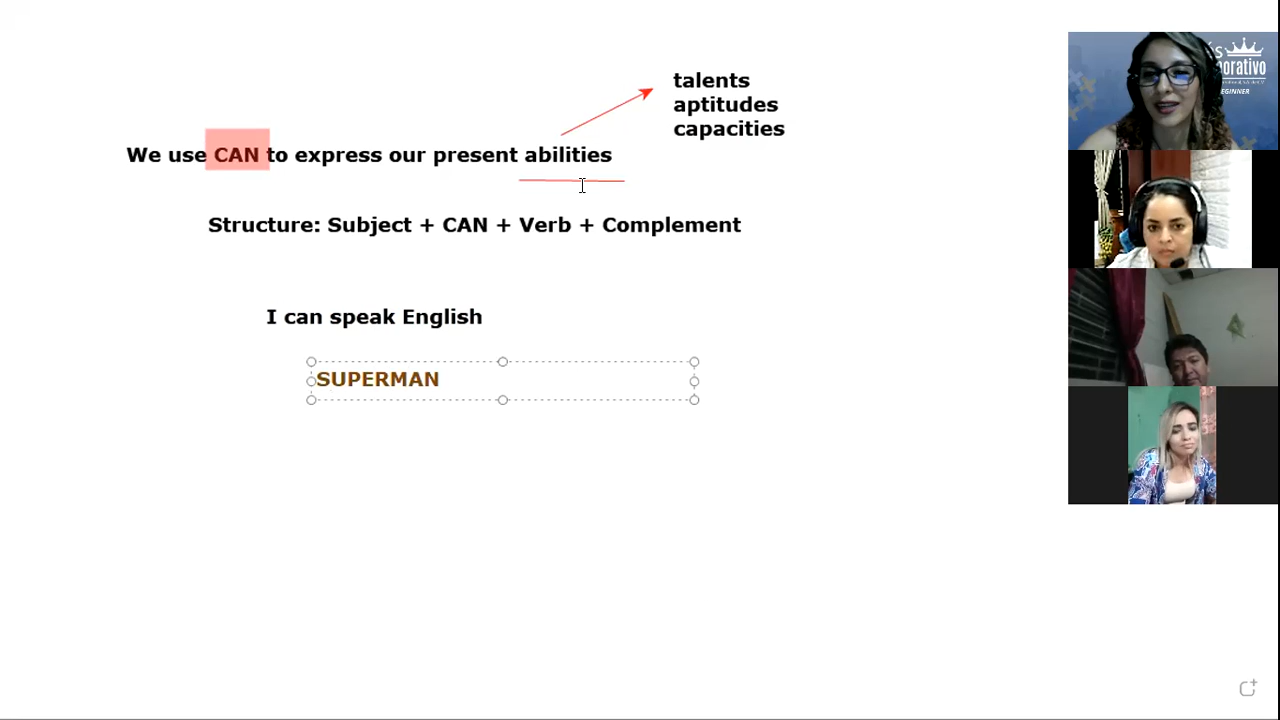 talents
aptitudes
capacities
We use CAN to express our present abilities
Structure: Subject + CAN + Verb + Complement
I can speak English
SUPERMAN